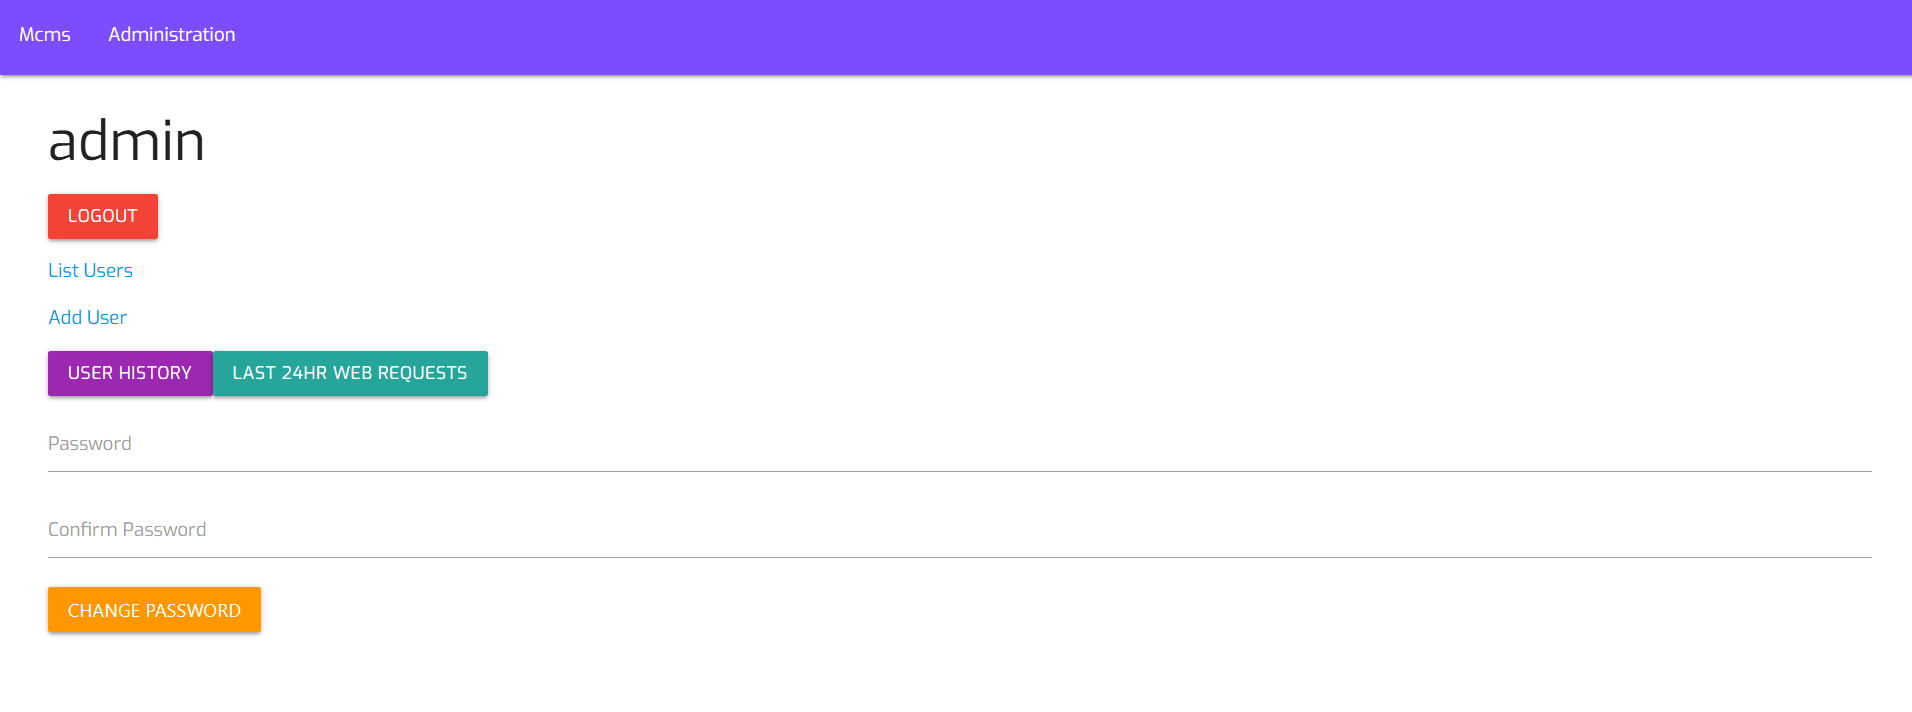 Mcms Administration
admin
LOGOUT
List Users
Add User
USER HISTORY LAST 24HR WEB REQUESTS
Password
Confirm Password
CHANGE PASSWORD